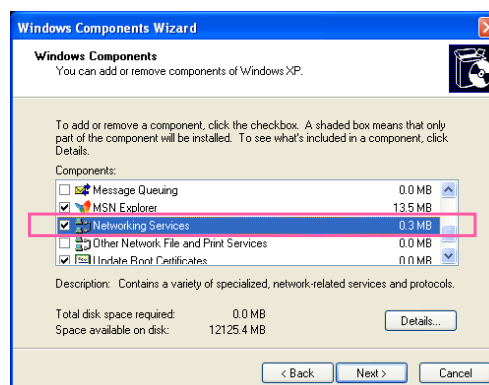 Windows Components Wizard
Windows Components
You can add or remove components of Windows XP.
To add or remove a component, click the checkbox. A shaded box means that only
part of the component will be installed. To see what's included in a component, click
Details.
Components:
Message Queuing 0.0 MB
MSN Explorer 13.5 MB
Networking Services 0.3 MB
Other Network File and Print Services 0.0 MB
Update Root Certificates 0.0 MB
Description: Contains a variety of specialized, network-related services and protocols.
Total disk space required: 0.0 MB
Space available on disk: 12125.4 MB
Details...
< Back Next > Cancel